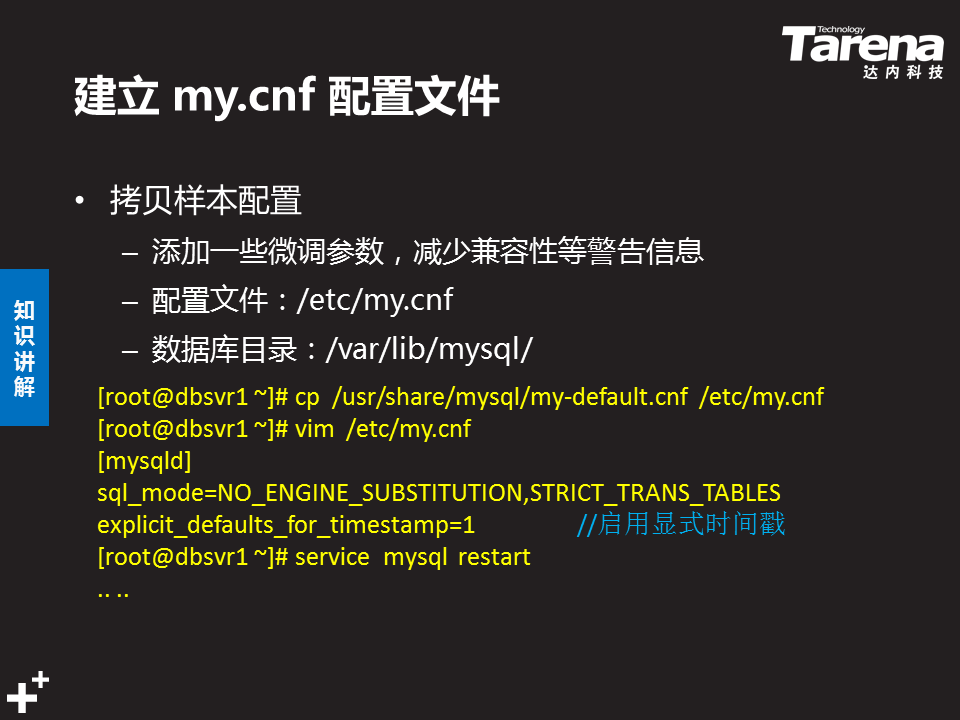 Technology
Tarena
达内科技
建立 my.cnf 配置文件
• 拷贝样本配置
– 添加一些微调参数，减少兼容性等警告信息
– 配置文件：/etc/my.cnf
– 数据库目录：/var/lib/mysql/
知识讲解
[root@dbsvr1 ~]# cp /usr/share/mysql/my-default.cnf /etc/my.cnf
[root@dbsvr1 ~]# vim /etc/my.cnf
[mysqld]
sql_mode=NO_ENGINE_SUBSTITUTION,STRICT_TRANS_TABLES
explicit_defaults_for_timestamp=1 //启用显式时间戳
[root@dbsvr1 ~]# service mysql restart
.. ..